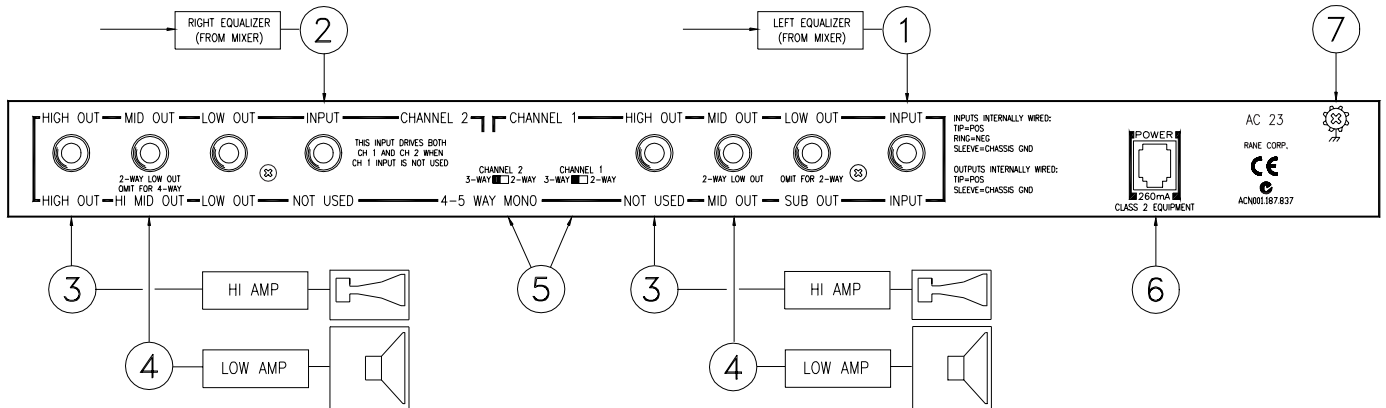 RIGHT EQUALIZER
(FROM MIXER)
2
LEFT EQUALIZER
(FROM MIXER)
1
7
HIGH OUT MID OUT LOW OUT INPUT CHANNEL 2 CHANNEL 1 HIGH OUT MID OUT LOW OUT INPUT
2-WAY LOW OUT
OMIT FOR 4-WAY
THIS INPUT DRIVES BOTH
CH 1 AND CH 2 WHEN
CH 1 INPUT IS NOT USED
CHANNEL 2
3-WAY 2-WAY
CHANNEL 1
3-WAY 2-WAY
2-WAY LOW OUT
OMIT FOR 2-WAY
INPUTS INTERNALLY WIRED:
TIP=POS
RING=NEG
SLEEVE=CHASSIS GND
OUTPUTS INTERNALLY WIRED:
TIP=POS
SLEEVE=CHASSIS GND
POWER
260mA
CLASS 2 EQUIPMENT
AC 23
RANE CORP.
CE
ACN001.187.837
HIGH OUT HI MID OUT LOW OUT NOT USED 4-5 WAY MONO NOT USED MID OUT SUB OUT INPUT
3
HI AMP
5
3
HI AMP
6
4
LOW AMP
4
LOW AMP